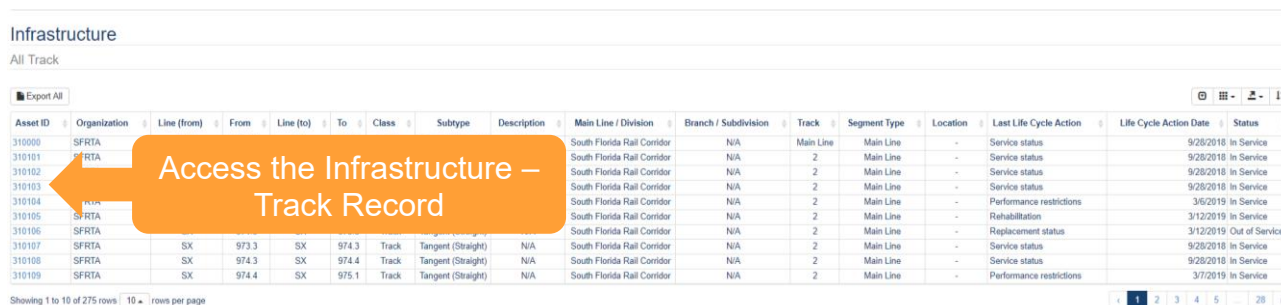 Infrastructure
All Track
Export All
Asset ID Organization Line (from) From Line (to) To Class Subtype Description Main Line / Division Branch / Subdivision Track Segment Type Location Last Life Cycle Action Life Cycle Action Date Status
310000 SFRTA South Florida Rail Corridor N/A Main Line Main Line - Service status 9/28/2018 In Service
310101 South Florida Rail Corridor N/A 2 Main Line - Service status 9/28/2018 In Service
310102 South Florida Rail Corridor N/A 2 Main Line - Service status 9/28/2018 In Service
310103 South Florida Rail Corridor N/A 2 Main Line - Service status 9/28/2018 In Service
310104 South Florida Rail Corridor N/A 2 Main Line - Performance restrictions 3/6/2019 In Service
310105 SFRTA South Florida Rail Corridor N/A 2 Main Line - Rehabilitation 3/12/2019 In Service
310106 SFRTA South Florida Rail Corridor N/A 2 Main Line - Replacement status 3/12/2019 Out of Service
310107 SFRTA SX 973.3 SX 974.3 Track Tangent (Straight) N/A South Florida Rail Corridor N/A 2 Main Line - Service status 9/28/2018 In Service
310108 SFRTA SX 974.3 SX 974.4 Track Tangent (Straight) N/A South Florida Rail Corridor N/A 2 Main Line - Service status 9/28/2018 In Service
310109 SFRTA SX 974.4 SX 975.1 Track Tangent (Straight) N/A South Florida Rail Corridor N/A 2 Main Line - Performance restrictions 3/7/2019 In Service
Access the Infrastructure –
Track Record
Showing 1 to 10 of 275 rows 10 rows per page
‹ 1 2 3 4 5 ... 28